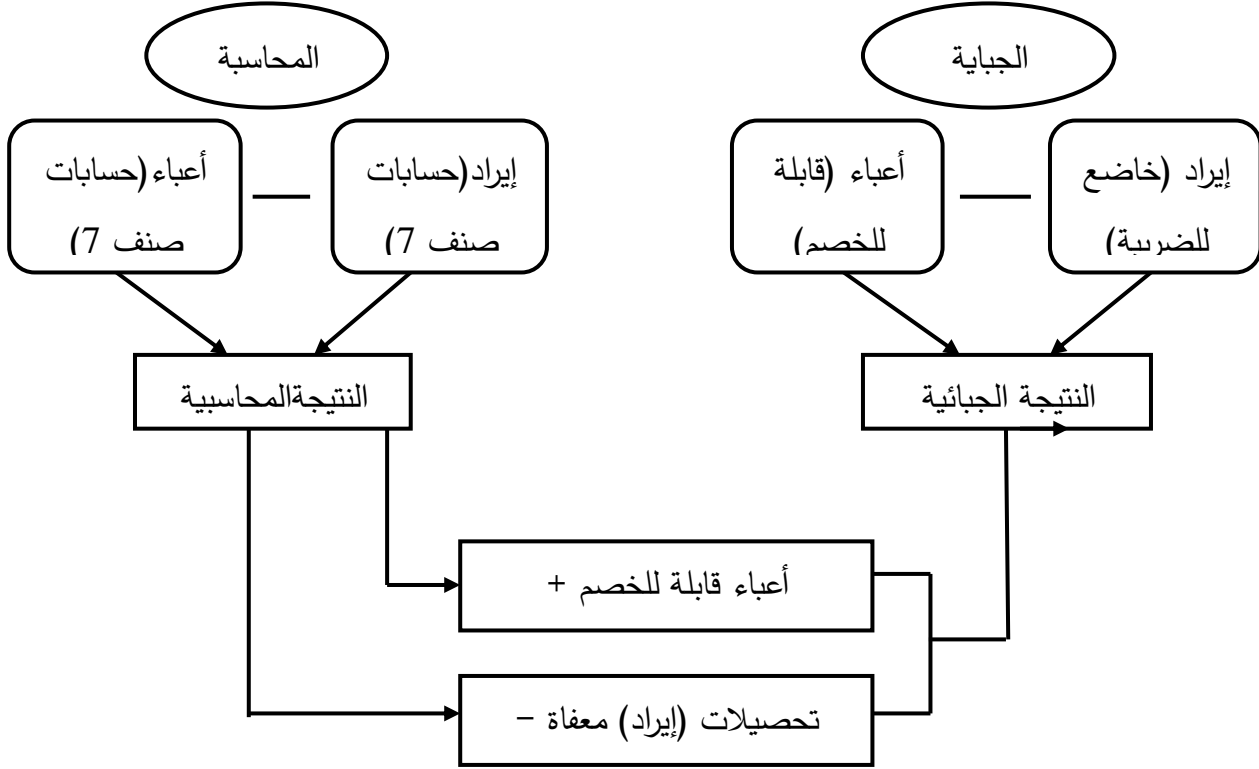 الجباية
المحاسبة
إيراد (خاضع
للضريبة)
أعباء (قابلة
للخصم)
إيراد(حسابات
صنف 7)
أعباء(حسابات
صنف 7)
النتيجة الجبائية
النتيجةالمحاسبية
أعباء قابلة للخصم +
تحصيلات (إيراد) معفاة –